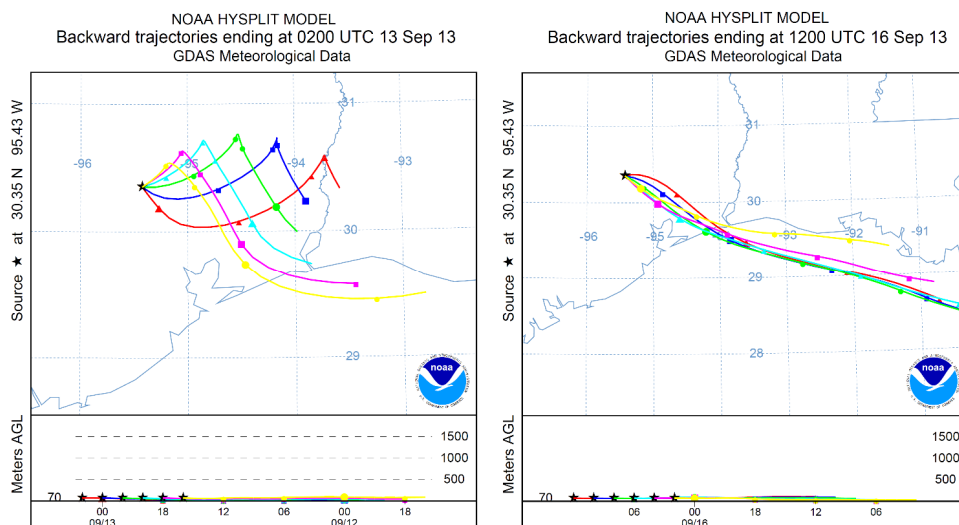 NOAA HYSPLIT MODEL
Backward trajectories ending at 0200 UTC 13 Sep 13
GDAS Meteorological Data
Source ★ at 30.35 N 95.43 W
-96
-95
-94
-93
31
30
29
noaa
Meters AGL
1500
1000
500
70
00 18 12 06 00 18
09/13 09/12
NOAA HYSPLIT MODEL
Backward trajectories ending at 1200 UTC 16 Sep 13
GDAS Meteorological Data
Source ★ at 30.35 N 95.43 W
31
30
-96
-95
-93
-92
-91
29
28
noaa
Meters AGL
1500
1000
500
70
06 00 18 12 06
09/16